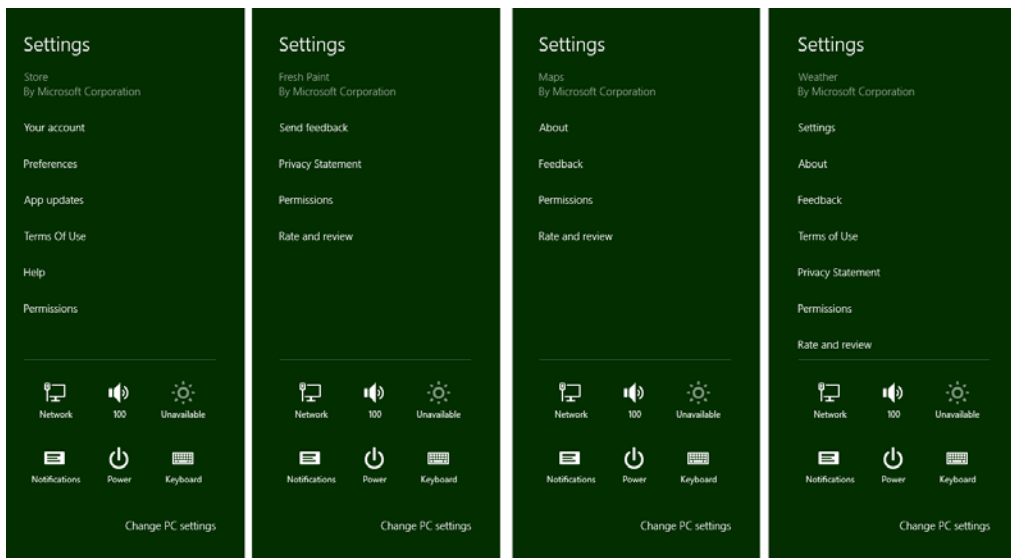 Settings
Store
By Microsoft Corporation
Your account
Preferences
App updates
Terms Of Use
Help
Permissions
Network
100
Unavailable
Notifications
Power
Keyboard
Change PC settings
Settings
Fresh Paint
By Microsoft Corporation
Send feedback
Privacy Statement
Permissions
Rate and review
Network
100
Unavailable
Notifications
Power
Keyboard
Change PC settings
Settings
Maps
By Microsoft Corporation
About
Feedback
Permissions
Rate and review
Network
100
Unavailable
Notifications
Power
Keyboard
Change PC settings
Settings
Weather
By Microsoft Corporation
Settings
About
Feedback
Terms of Use
Privacy Statement
Permissions
Rate and review
Network
100
Unavailable
Notifications
Power
Keyboard
Change PC settings